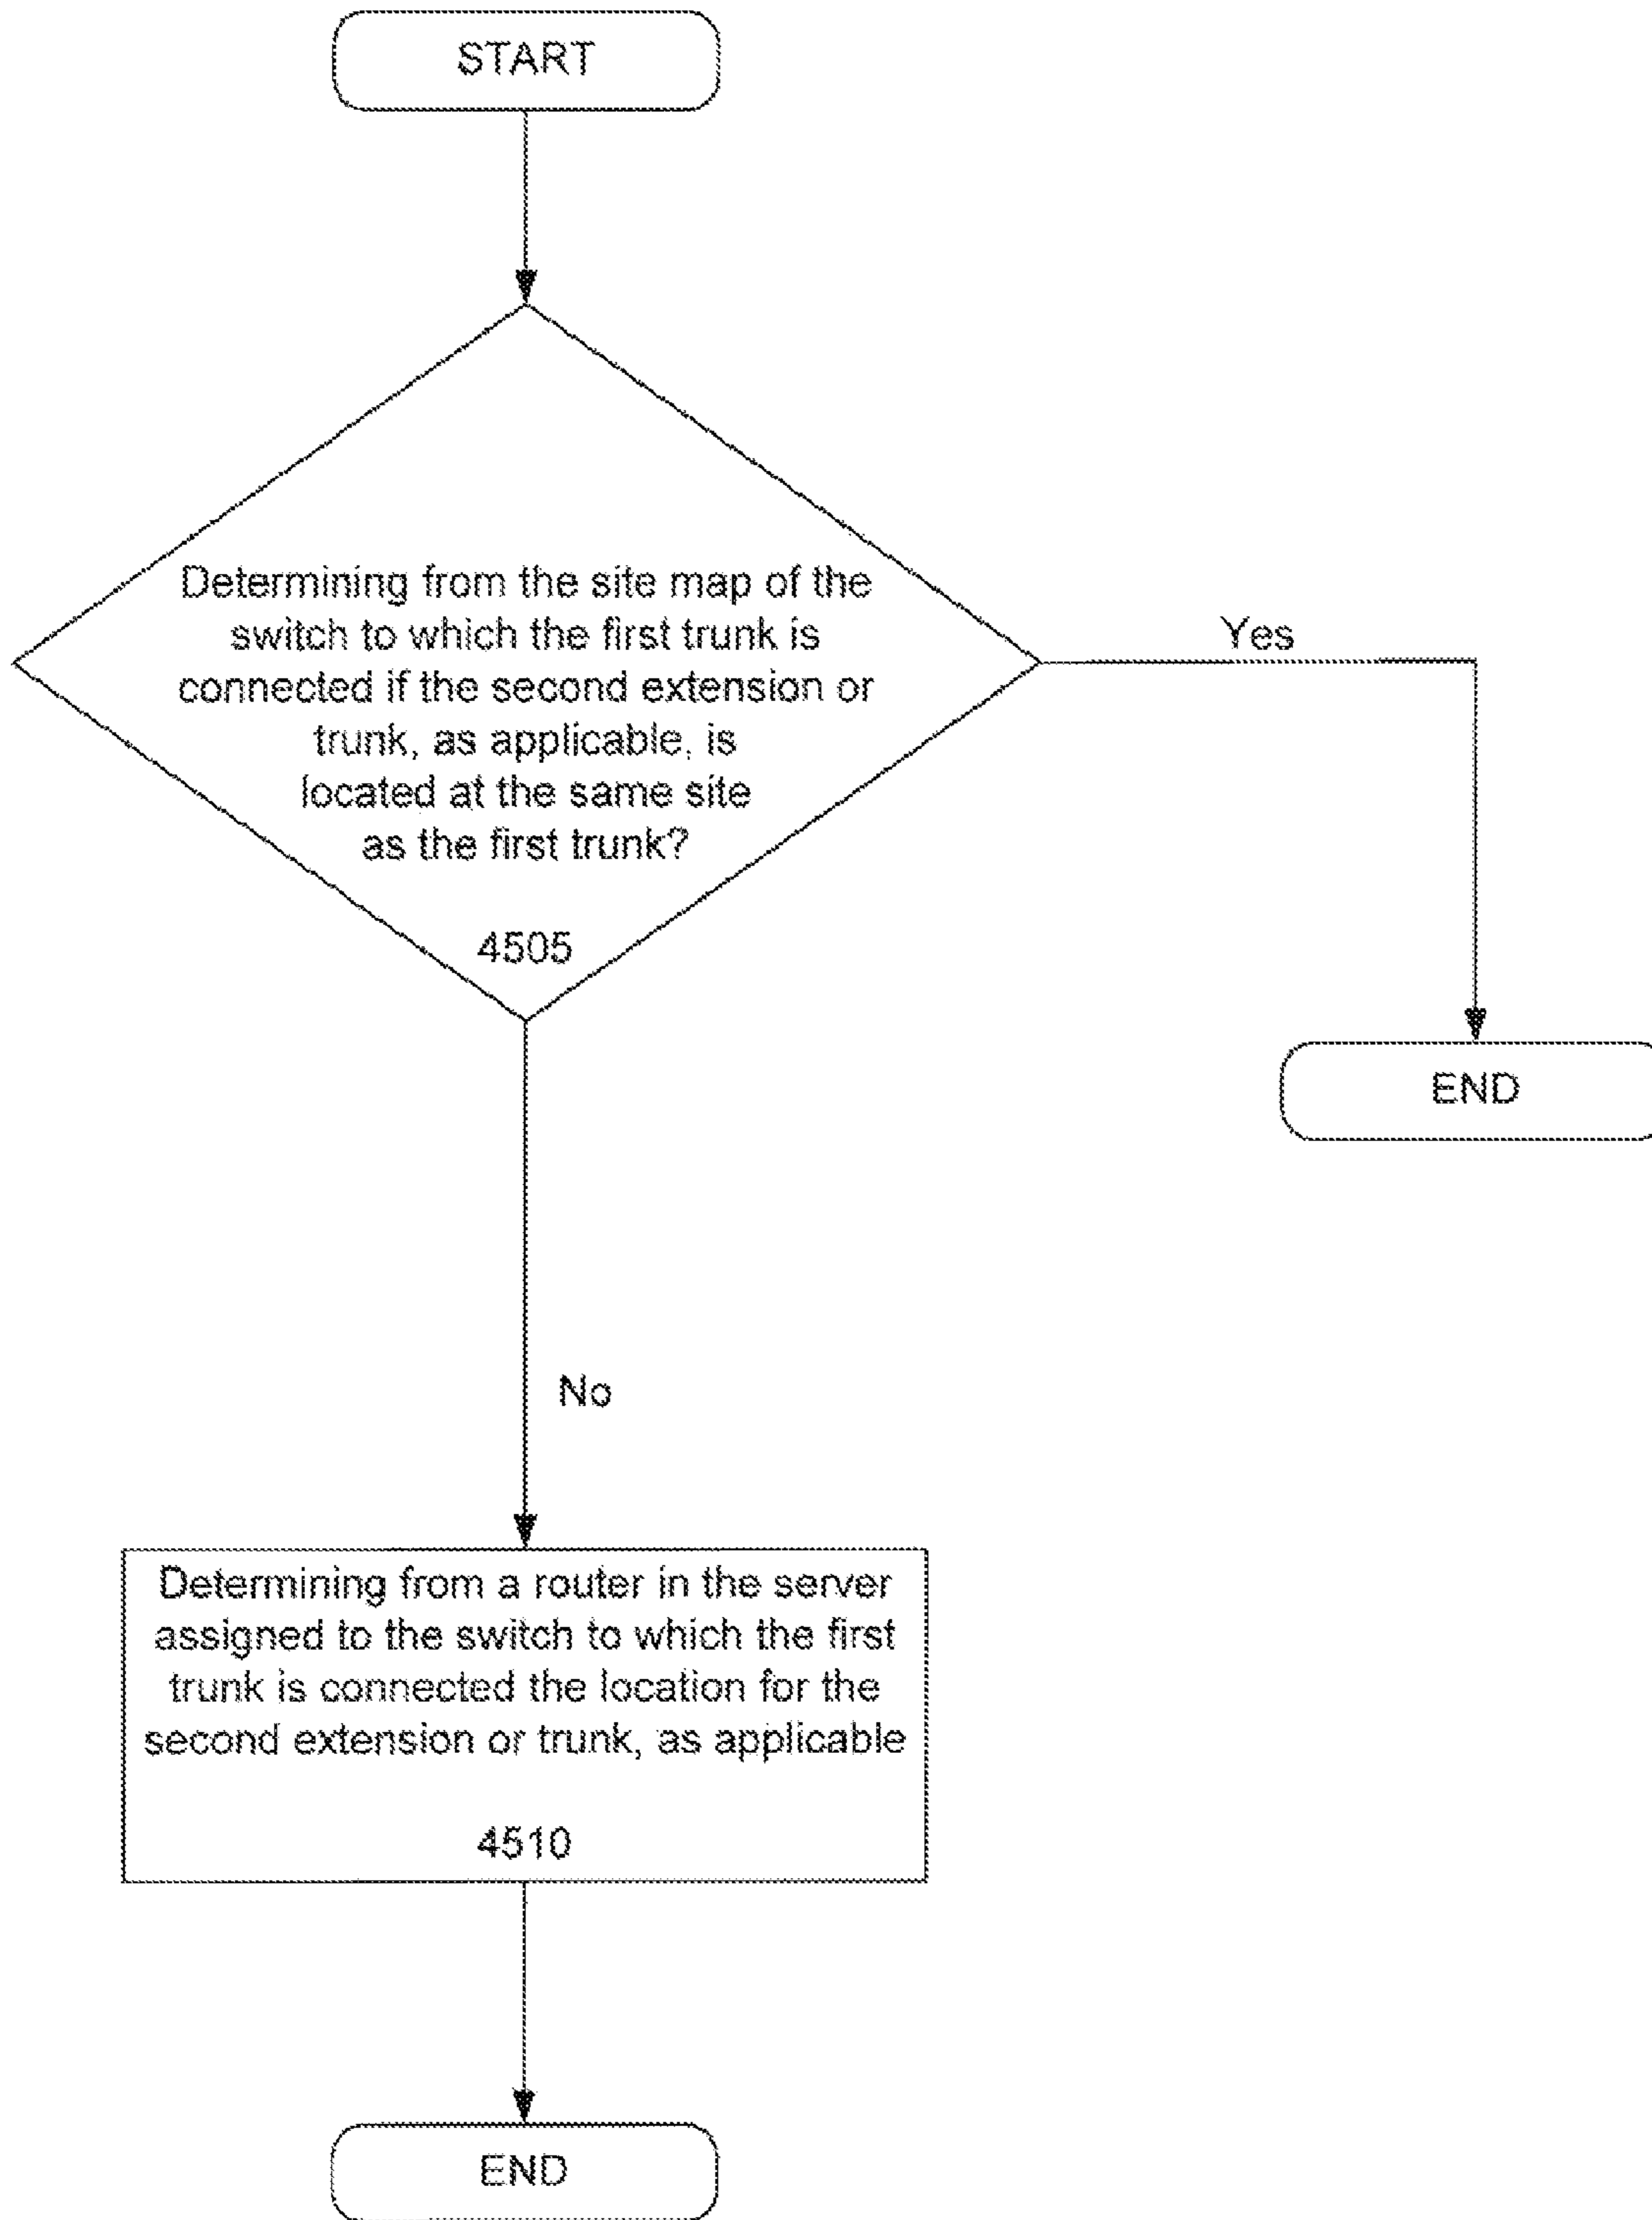 START
Determining from the site map of the
switch to which the first trunk is
connected if the second extension or
trunk, as applicable, is
located at the same site
as the first trunk?
4505
Yes
END
No
Determining from a router in the server
assigned to the switch to which the first
trunk is connected the location for the
second extension or trunk, as applicable
4510
END